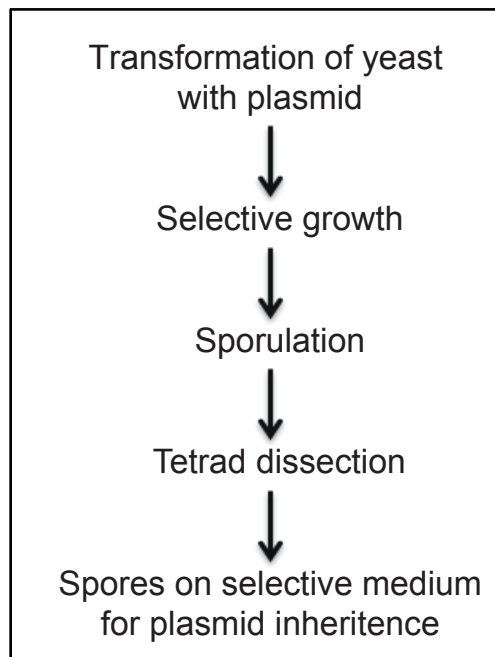 Transformation of yeast
with plasmid
Selective growth
Sporulation
Tetrad dissection
Spores on selective medium
for plasmid inheritence